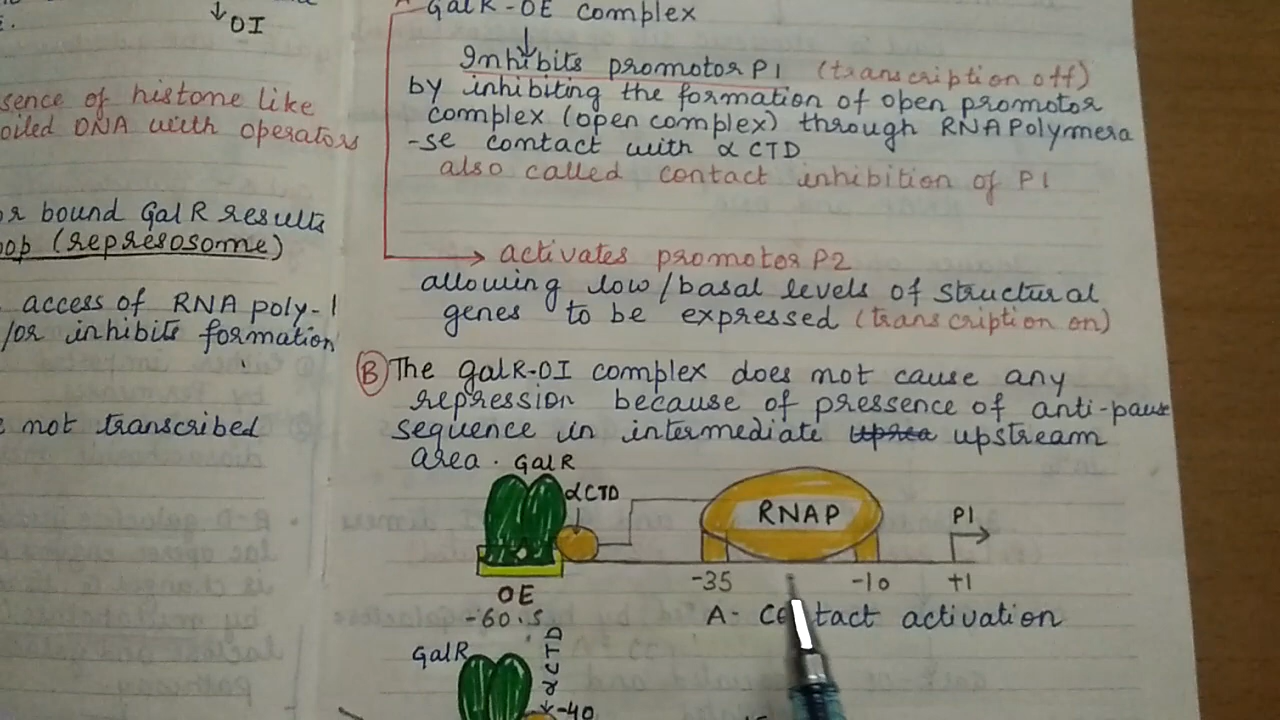 ↓OI
sence of histome like
oiled DNA with operators
or bound GalR results
oop (represosome)
access of RNA poly-
/or inhibits formation
not transcribed
GalR-OE complex
↓
Inhibits promotor P1 (transcription off)
by inhibiting the formation of open promotor
complex (open complex) through RNA Polymera
-se contact with α CTD
also called contact inhibition of P1
→ activates promotor P2
allowing low/basal levels of structural
genes to be expressed (transcription on)
B The galR-OI complex does not cause any
repression because of pressence of anti-pause
sequence in intermediate upstream
area.
GalR
αCTD
RNAP
P1
-35
-10
+1
OE
-60.5
A- Contact activation
GalR
αCTD
-40